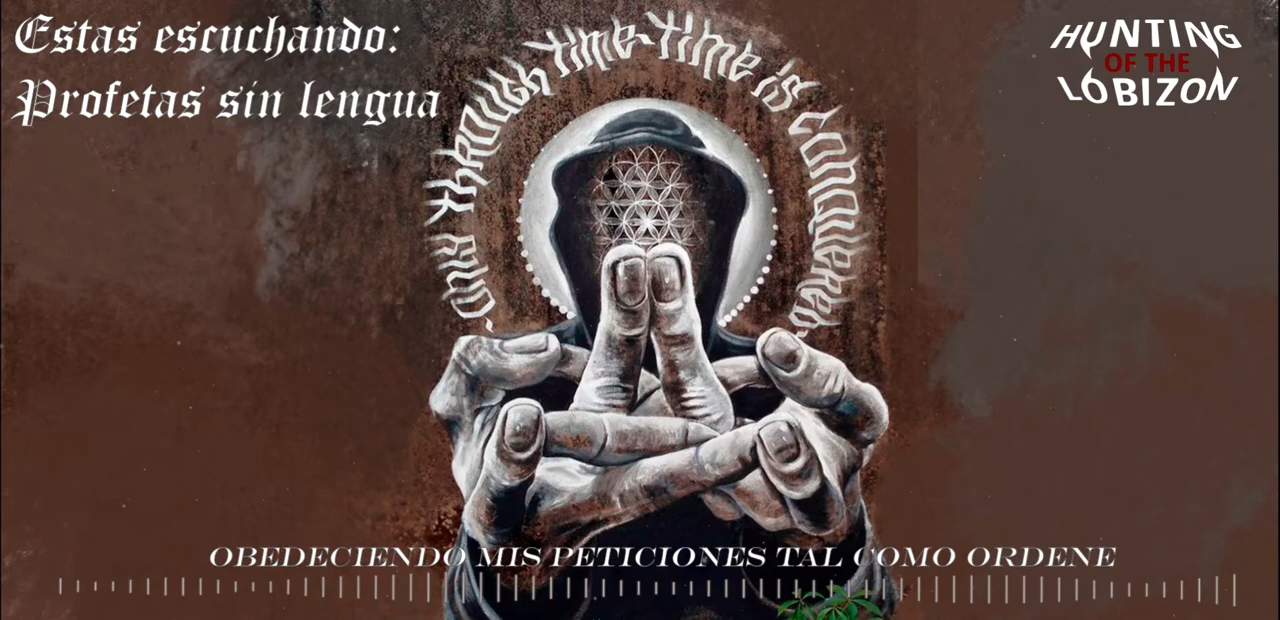 Estas escuchando:
Profetas sin lengua
HUNTING
OF THE
LOBIZON
only through time time is conquered
OBEDECIENDO MIS PETICIONES TAL COMO ORDENE